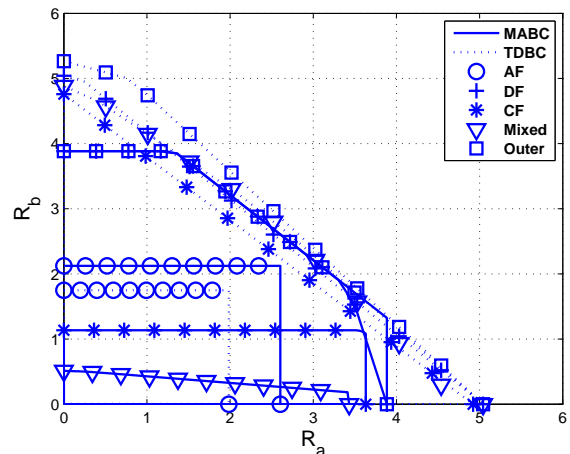 6
5
4
3
2
1
0
0 1 2 3 4 5 6
R_b
R_a
MABC
TDBC
AF
DF
CF
Mixed
Outer